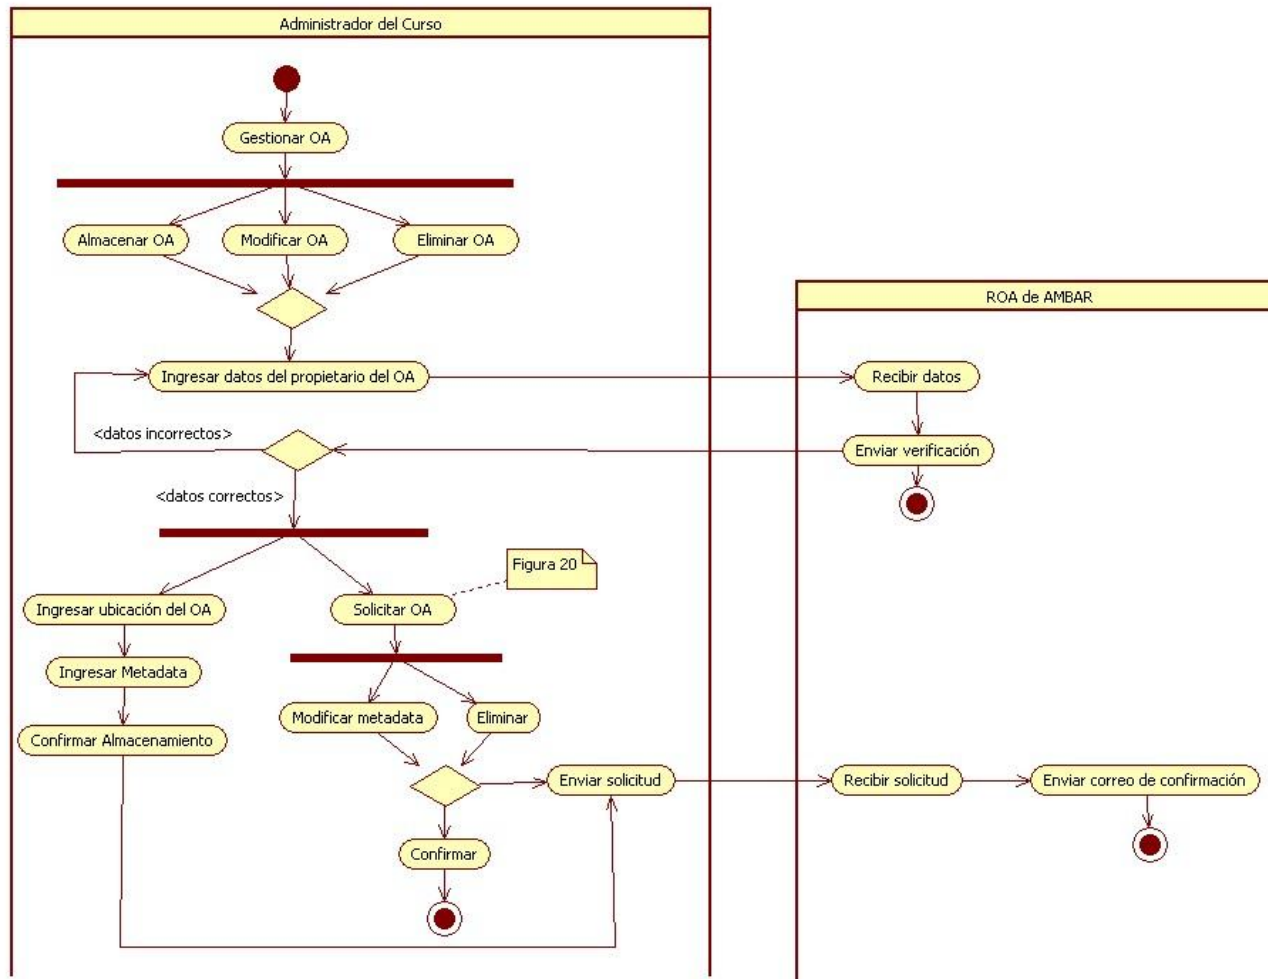 Administrador del Curso
Gestionar OA
Almacenar OA
Modificar OA
Eliminar OA
ROA de AMBAR
Ingresar datos del propietario del OA
Recibir datos
<datos incorrectos>
Enviar verificación
<datos correctos>
Figura 20
Ingresar ubicación del OA
Solicitar OA
Ingresar Metadata
Modificar metadata
Eliminar
Confirmar Almacenamiento
Enviar solicitud
Recibir solicitud
Enviar correo de confirmación
Confirmar